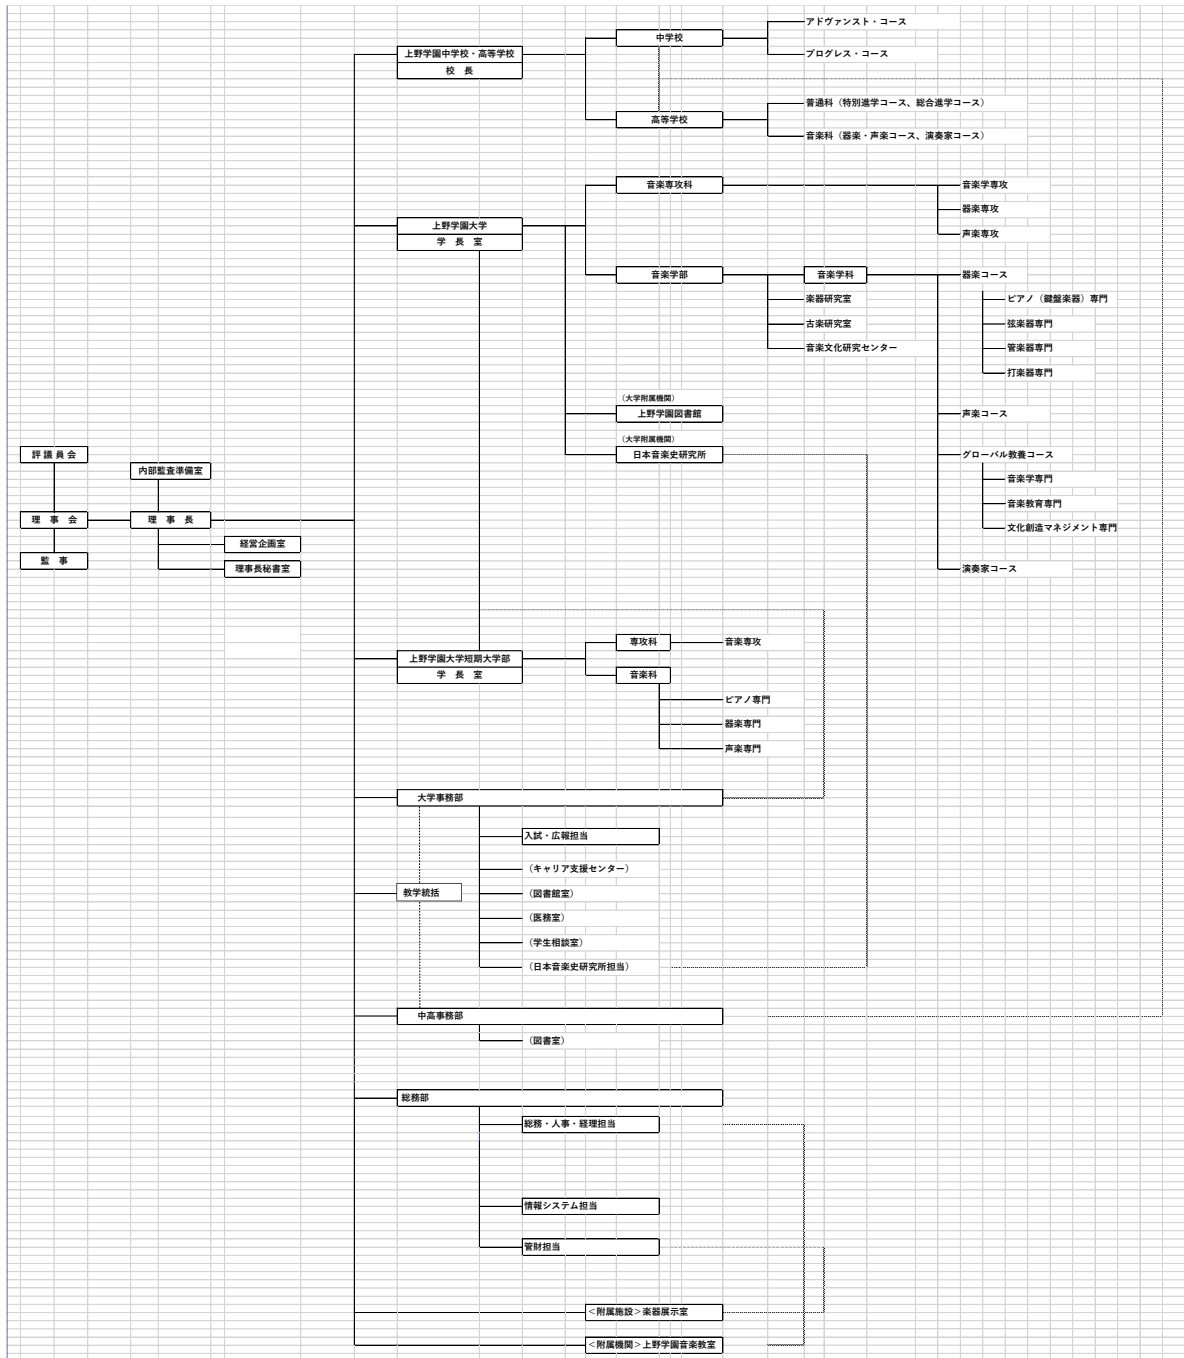 アドヴァンスト・コース
中学校
上野学園中学校・高等学校
プログレス・コース
校 長
普通科（特別進学コース、総合進学コース）
高等学校
音楽科（器楽・声楽コース、演奏家コース）
音楽専攻科
音楽学専攻
器楽専攻
上野学園大学
声楽専攻
学 長 室
音楽学部
音楽学科
器楽コース
楽器研究室
ピアノ（鍵盤楽器）専門
古楽研究室
弦楽器専門
音楽文化研究センター
管楽器専門
打楽器専門
（大学附属機関）
上野学園図書館
声楽コース
（大学附属機関）
評 議 員 会
日本音楽史研究所
グローバル教養コース
内部監査準備室
音楽学専門
音楽教育専門
理 事 会
理 事 長
文化創造マネジメント専門
経営企画室
監 事
理事長秘書室
演奏家コース
専攻科
音楽専攻
上野学園大学短期大学部
学 長 室
音楽科
ピアノ専門
器楽専門
声楽専門
大学事務部
入試・広報担当
（キャリア支援センター）
教学統括
（図書館室）
（医務室）
（学生相談室）
（日本音楽史研究所担当）
中高事務部
（図書室）
総務部
総務・人事・経理担当
情報システム担当
管財担当
＜附属施設＞楽器展示室
＜附属機関＞上野学園音楽教室